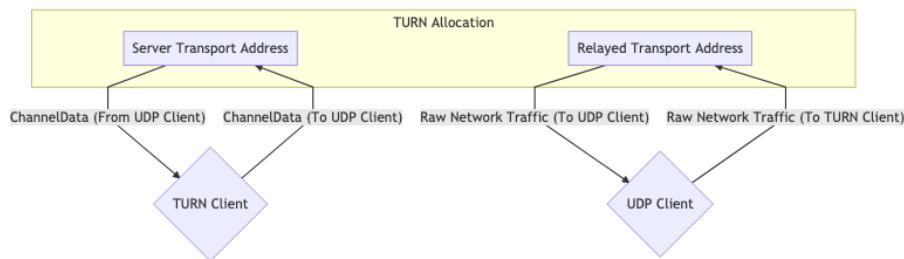 TURN Allocation
Server Transport Address
Relayed Transport Address
ChannelData (From UDP Client)
ChannelData (To UDP Client)
Raw Network Traffic (To UDP Client)
Raw Network Traffic (To TURN Client)
TURN Client
UDP Client